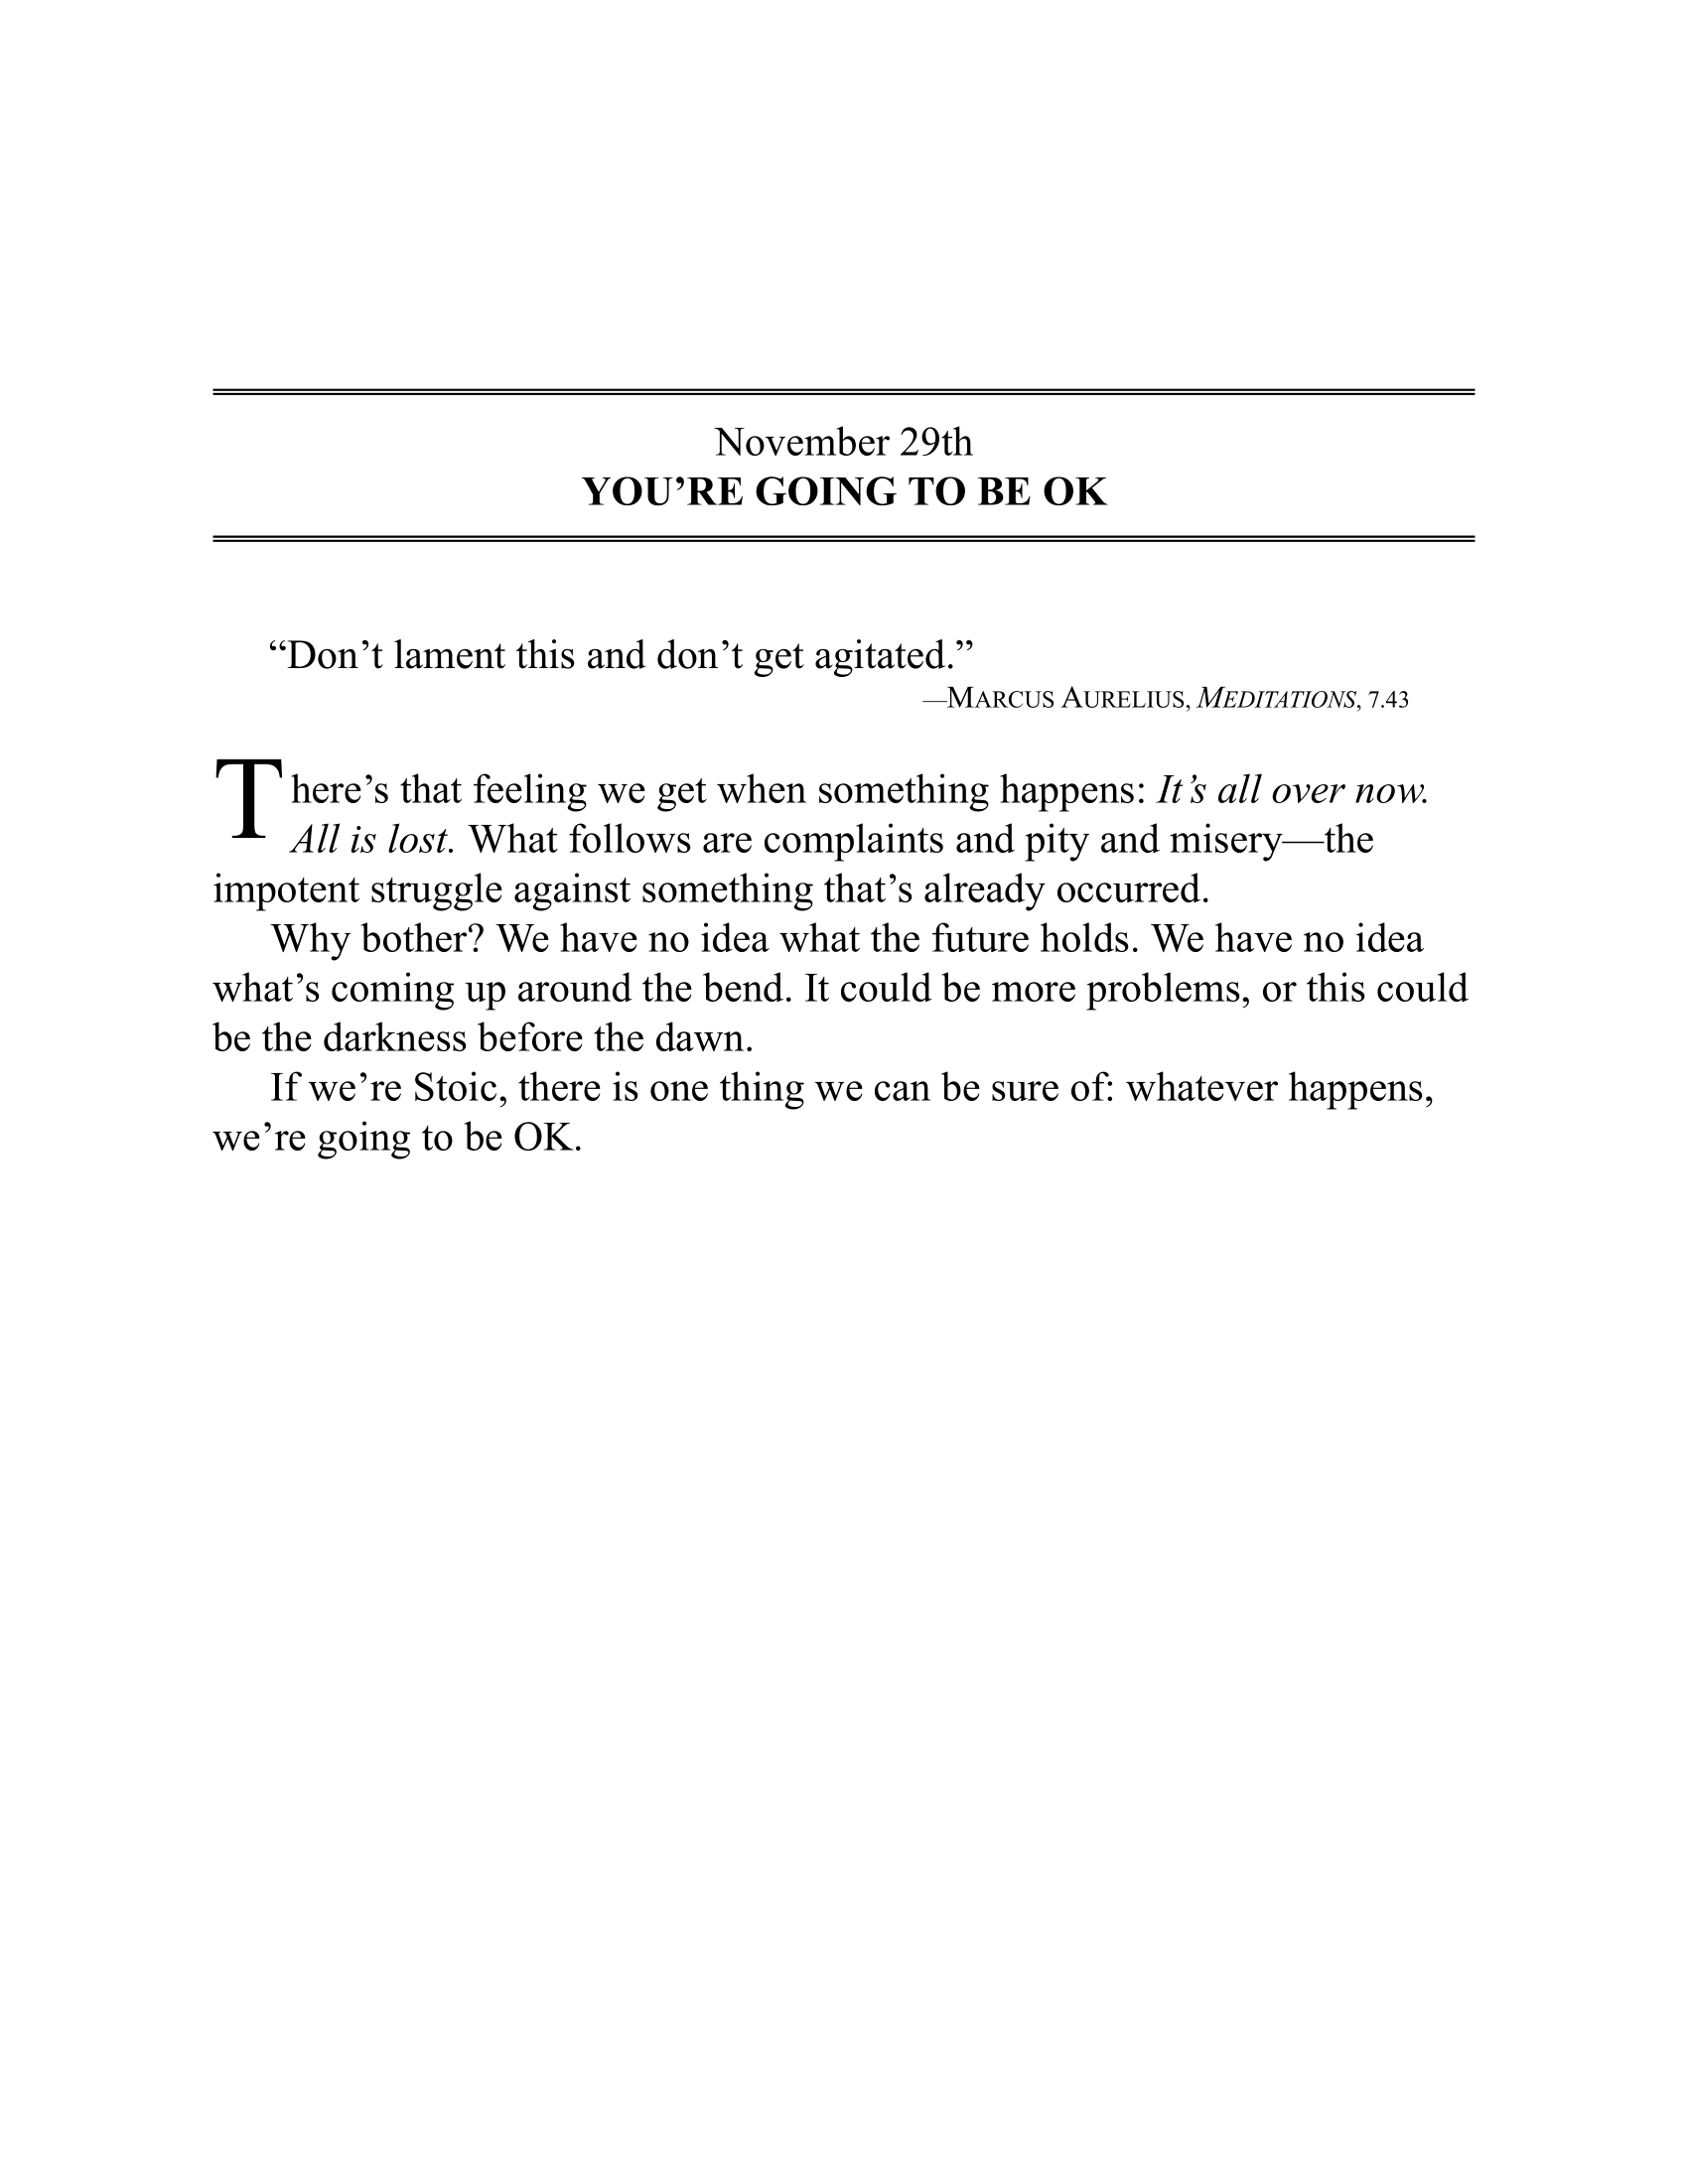 November 29th
YOU’RE GOING TO BE OK
“Don’t lament this and don’t get agitated.”
—MARCUS AURELIUS, MEDITATIONS, 7.43
There’s that feeling we get when something happens: It’s all over now.
All is lost. What follows are complaints and pity and misery—the
impotent struggle against something that’s already occurred.
Why bother? We have no idea what the future holds. We have no idea
what’s coming up around the bend. It could be more problems, or this could
be the darkness before the dawn.
If we’re Stoic, there is one thing we can be sure of: whatever happens,
we’re going to be OK.